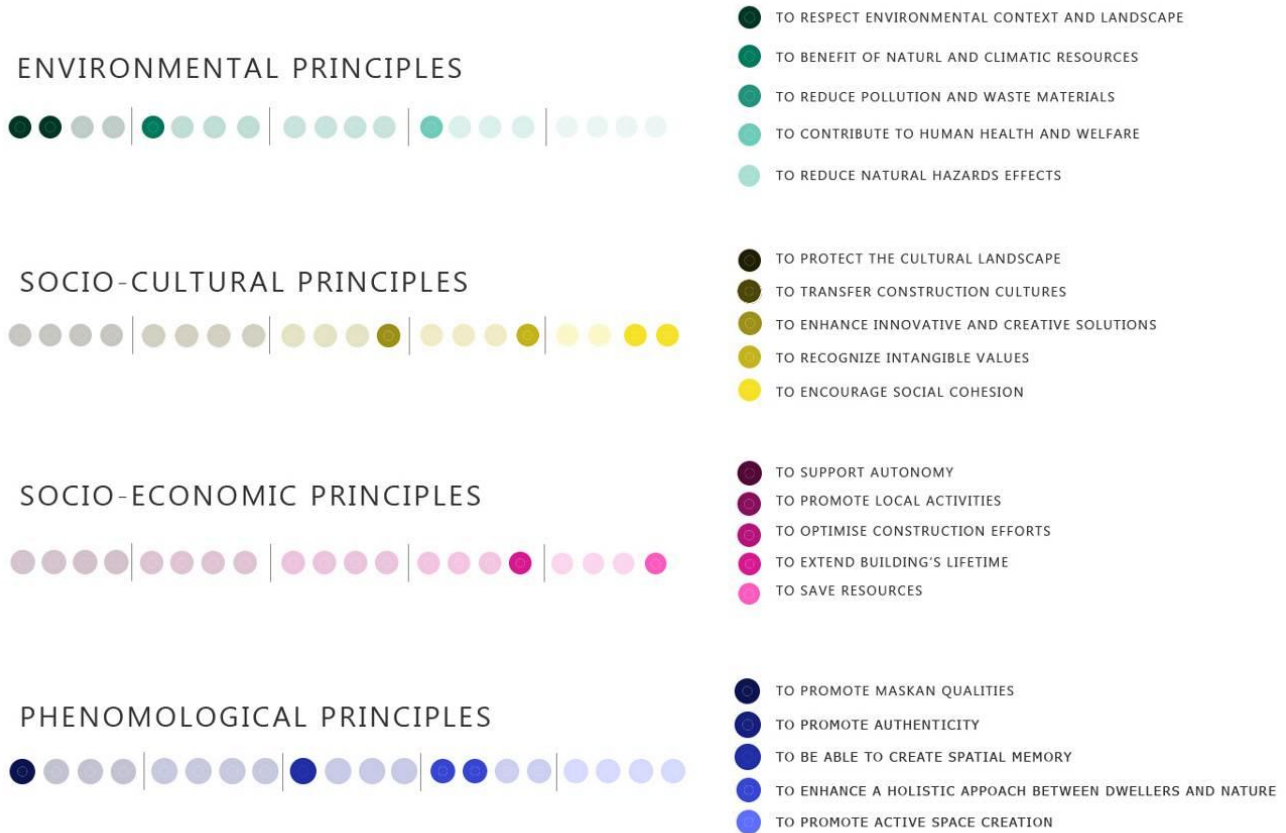 ENVIRONMENTAL PRINCIPLES
TO RESPECT ENVIRONMENTAL CONTEXT AND LANDSCAPE
TO BENEFIT OF NATURL AND CLIMATIC RESOURCES
TO REDUCE POLLUTION AND WASTE MATERIALS
TO CONTRIBUTE TO HUMAN HEALTH AND WELFARE
TO REDUCE NATURAL HAZARDS EFFECTS
SOCIO-CULTURAL PRINCIPLES
TO PROTECT THE CULTURAL LANDSCAPE
TO TRANSFER CONSTRUCTION CULTURES
TO ENHANCE INNOVATIVE AND CREATIVE SOLUTIONS
TO RECOGNIZE INTANGIBLE VALUES
TO ENCOURAGE SOCIAL COHESION
SOCIO-ECONOMIC PRINCIPLES
TO SUPPORT AUTONOMY
TO PROMOTE LOCAL ACTIVITIES
TO OPTIMISE CONSTRUCTION EFFORTS
TO EXTEND BUILDING'S LIFETIME
TO SAVE RESOURCES
PHENOMOLOGICAL PRINCIPLES
TO PROMOTE MASKAN QUALITIES
TO PROMOTE AUTHENTICITY
TO BE ABLE TO CREATE SPATIAL MEMORY
TO ENHANCE A HOLISTIC APPOACH BETWEEN DWELLERS AND NATURE
TO PROMOTE ACTIVE SPACE CREATION